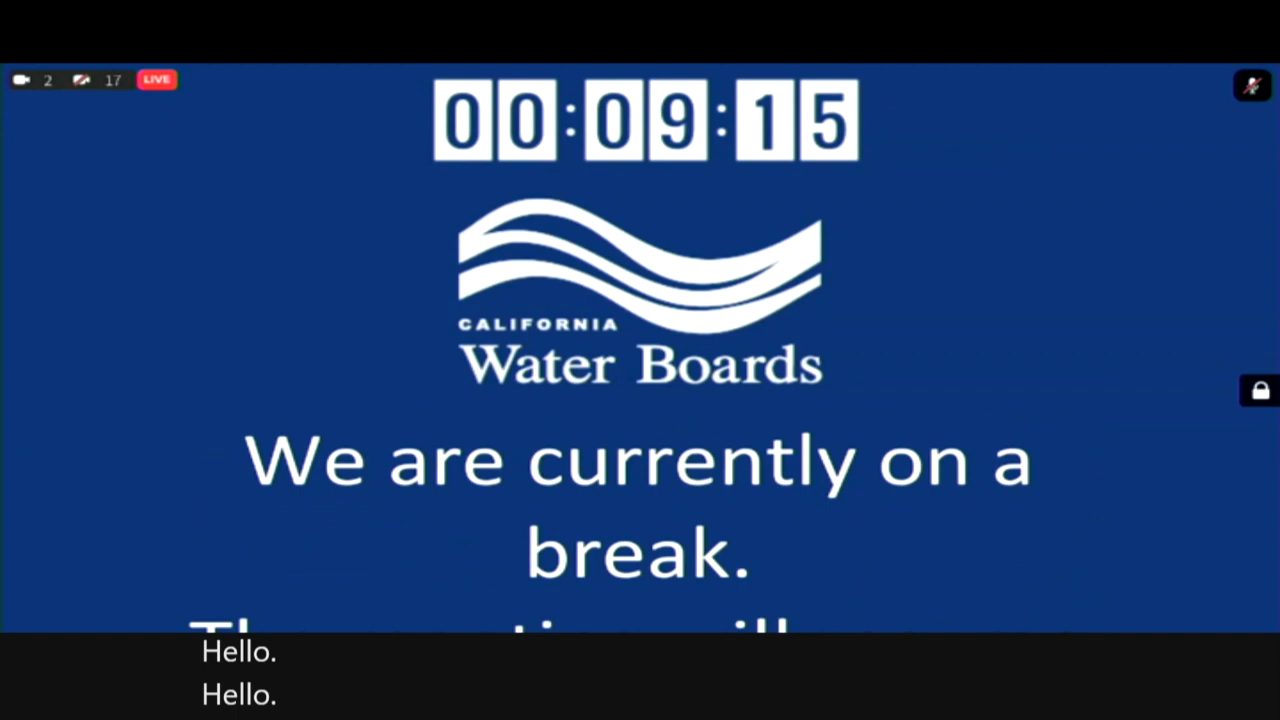 2 17 LIVE
00:09:15
CALIFORNIA
Water Boards
We are currently on a
break.
Hello.
Hello.